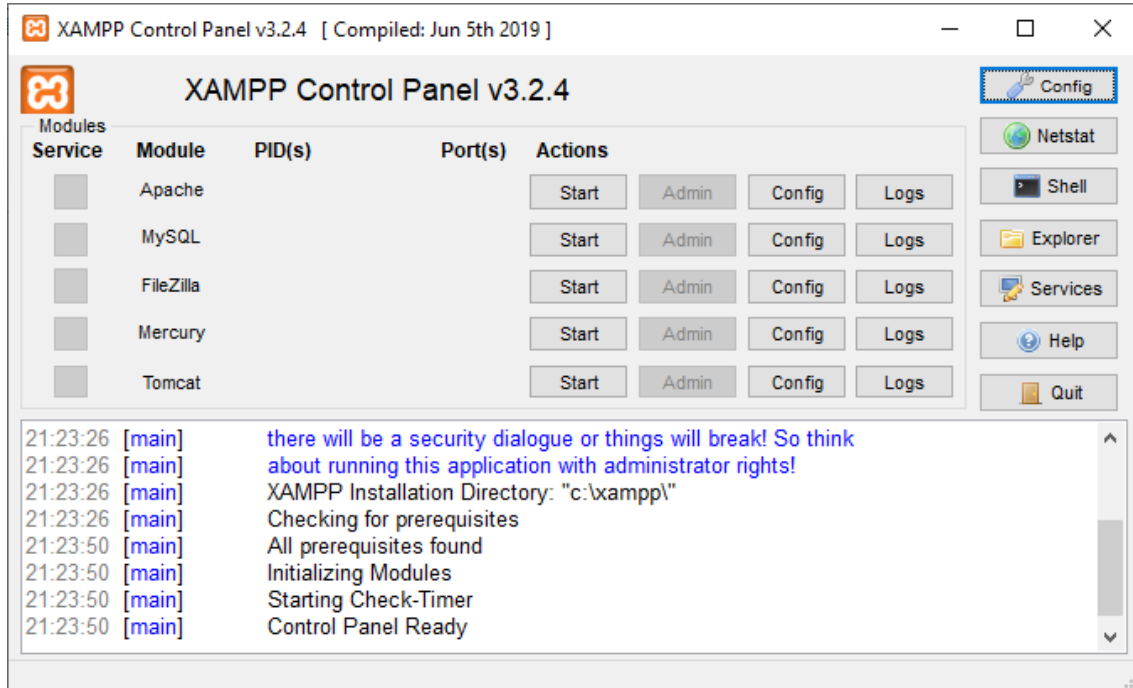 XAMPP Control Panel v3.2.4 [ Compiled: Jun 5th 2019 ]
XAMPP Control Panel v3.2.4
Config
Netstat
Shell
Explorer
Services
Help
Quit
Modules
Service Module PID(s) Port(s) Actions
Apache Start Admin Config Logs
MySQL Start Admin Config Logs
FileZilla Start Admin Config Logs
Mercury Start Admin Config Logs
Tomcat Start Admin Config Logs
21:23:26 [main] there will be a security dialogue or things will break! So think
21:23:26 [main] about running this application with administrator rights!
21:23:26 [main] XAMPP Installation Directory: "c:\xampp\"
21:23:26 [main] Checking for prerequisites
21:23:50 [main] All prerequisites found
21:23:50 [main] Initializing Modules
21:23:50 [main] Starting Check-Timer
21:23:50 [main] Control Panel Ready